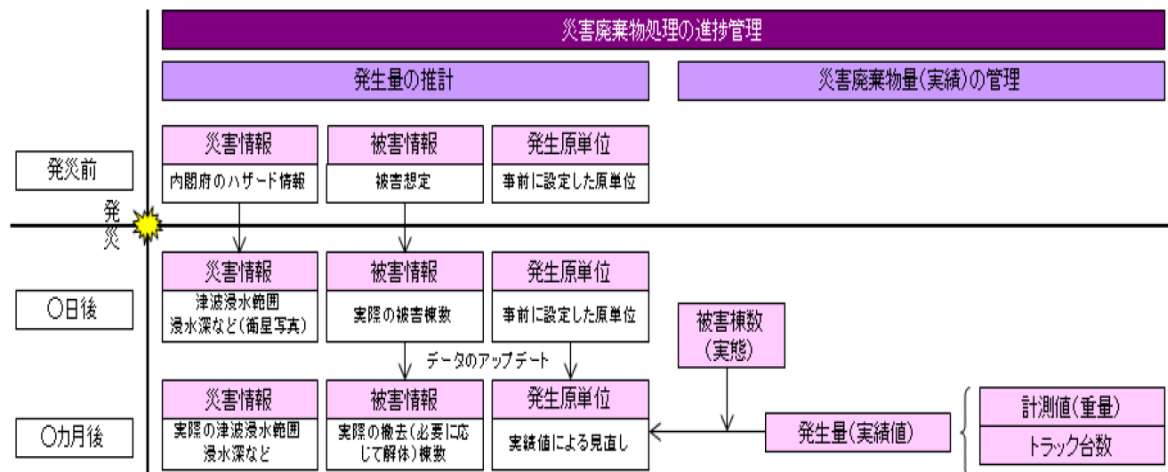 災害廃棄物処理の進捗管理
発生量の推計
災害廃棄物量(実績)の管理
発災前
災害情報
内閣府のハザード情報
被害情報
被害想定
発生原単位
事前に設定した原単位
発
災
〇日後
災害情報
津波浸水範囲
浸水深など(衛星写真)
被害情報
実際の被害棟数
発生原単位
事前に設定した原単位
被害棟数
(実態)
データのアップデート
〇カ月後
災害情報
実際の津波浸水範囲
浸水深など
被害情報
実際の撤去(必要に応
じて解体)棟数
発生原単位
実績値による見直し
発生量(実績値)
計測値(重量)
トラック台数